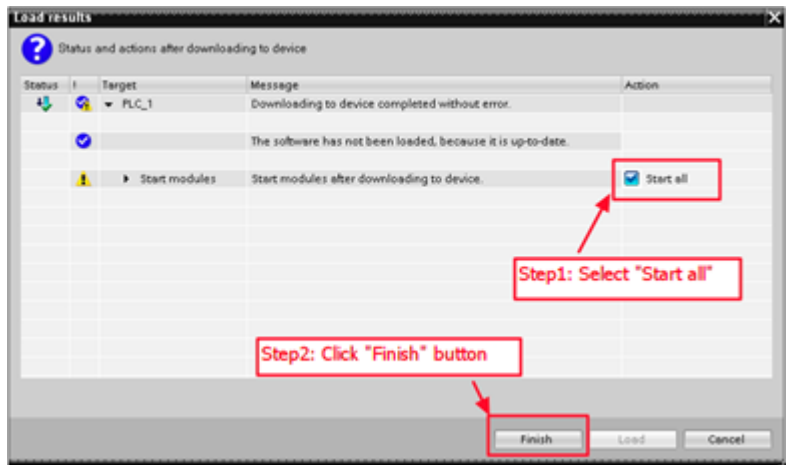 Load results
Status and actions after downloading to device
Status ! Target Message Action
PLC_1 Downloading to device completed without error.
The software has not been loaded, because it is up-to-date.
Start modules Start modules after downloading to device. Start all
Step1: Select "Start all"
Step2: Click "Finish" button
Finish Load Cancel